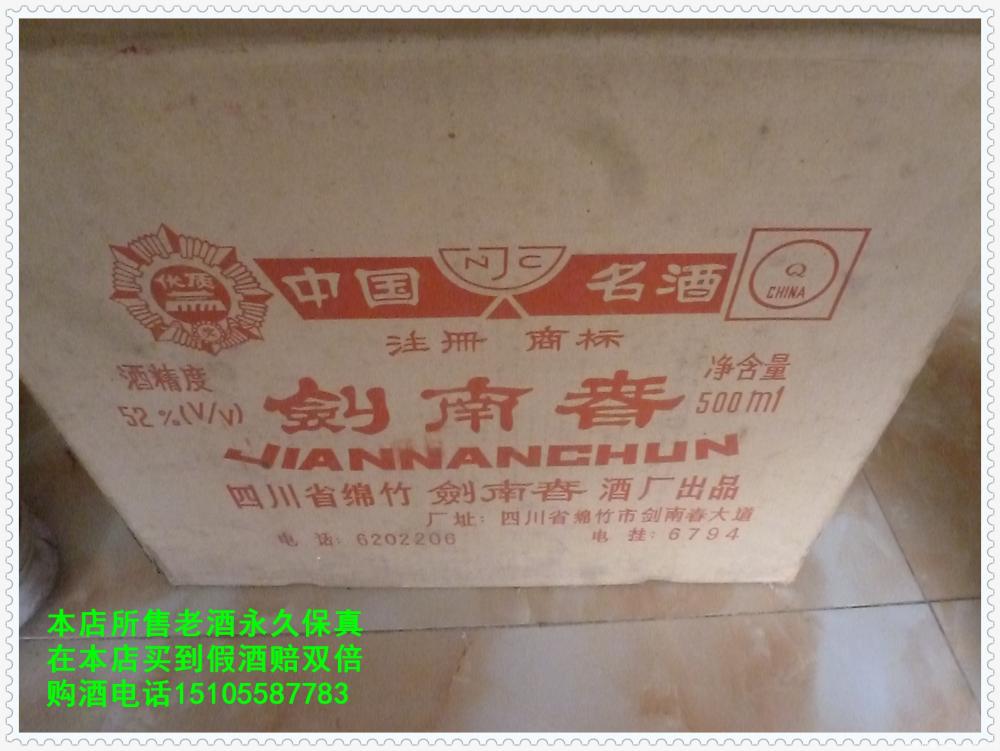 优质
中国 NJC 名酒
Q
CHINA
注册 商标
酒精度
52%(V/V)
净含量
500ml
剑南春
JIANNANCHUN
四川省绵竹剑南春酒厂出品
厂址:四川省绵竹市剑南春大道
电话:6202206 电挂:6794
本店所售老酒永久保真
在本店买到假酒赔双倍
购酒电话15105587783